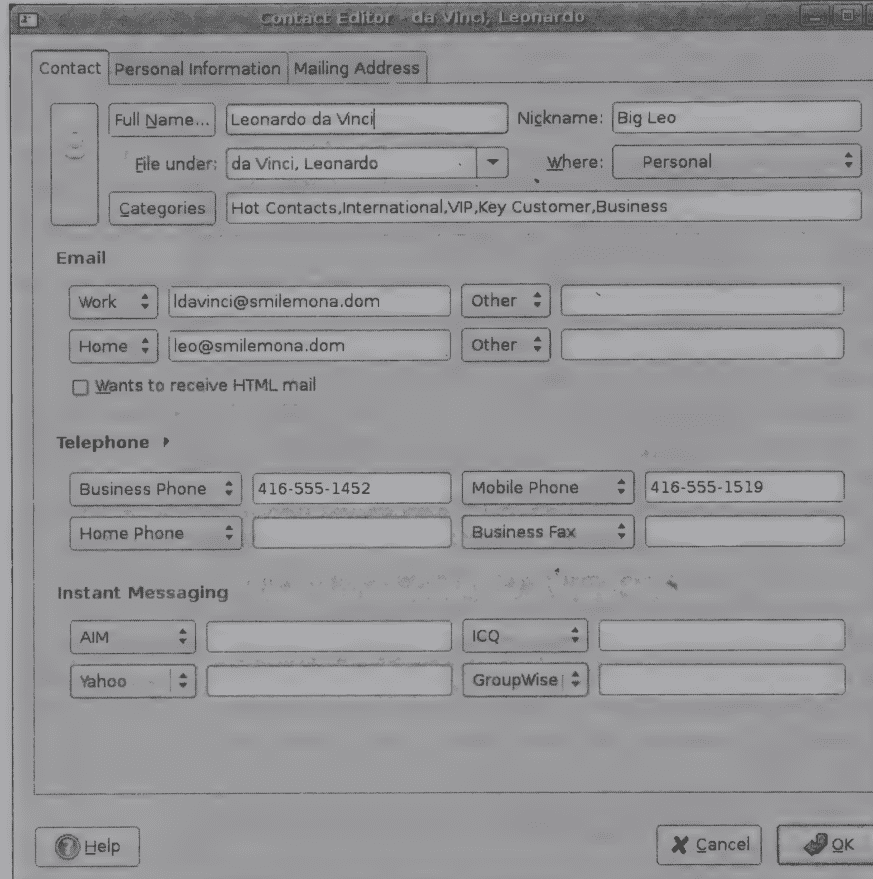 Contact Editor - da Vinci, Leonardo
Contact Personal Information Mailing Address
Full Name... Leonardo da Vinci Nickname: Big Leo
File under: da Vinci, Leonardo Where: Personal
Categories Hot Contacts,International,VIP,Key Customer,Business
Email
Work ldavinci@smilemona.dom Other
Home leo@smilemona.dom Other
Wants to receive HTML mail
Telephone
Business Phone 416-555-1452 Mobile Phone 416-555-1519
Home Phone Business Fax
Instant Messaging
AIM ICQ
Yahoo GroupWise
Help Cancel OK